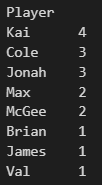 Player
Kai 4
Cole 3
Jonah 3
Max 2
McGee 2
Brian 1
James 1
Val 1